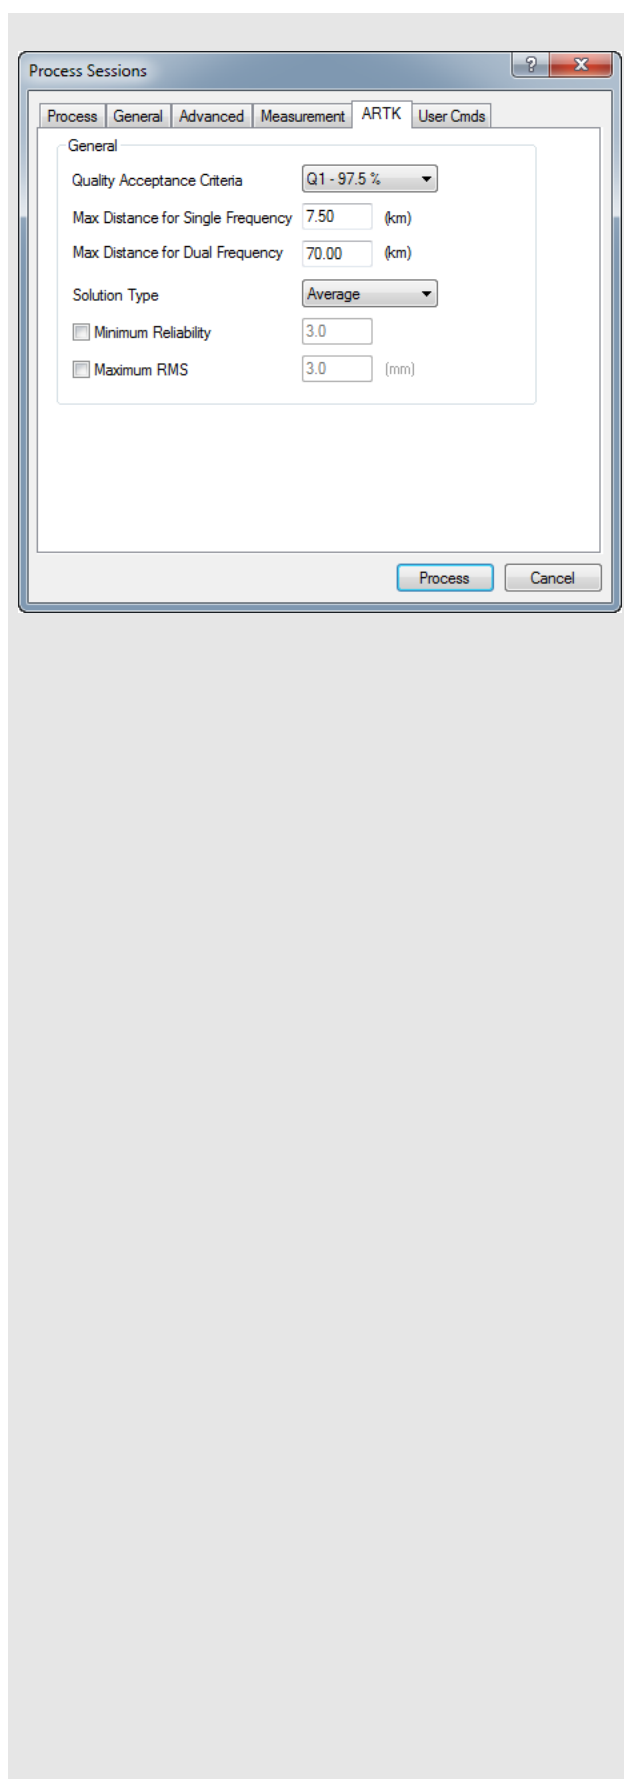 Process Sessions
?
Process General Advanced Measurement ARTK User Cmds
General
Quality Acceptance Criteria Q1 - 97.5 %
Max Distance for Single Frequency 7.50 (km)
Max Distance for Dual Frequency 70.00 (km)
Solution Type Average
Minimum Reliability 3.0
Maximum RMS 3.0 (mm)
Process Cancel